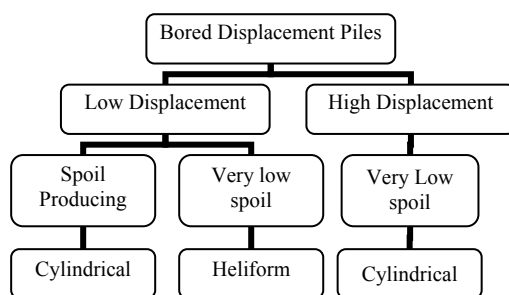 Bored Displacement Piles
Low Displacement
High Displacement
Spoil
Producing
Very low
spoil
Very Low
spoil
Cylindrical
Heliform
Cylindrical